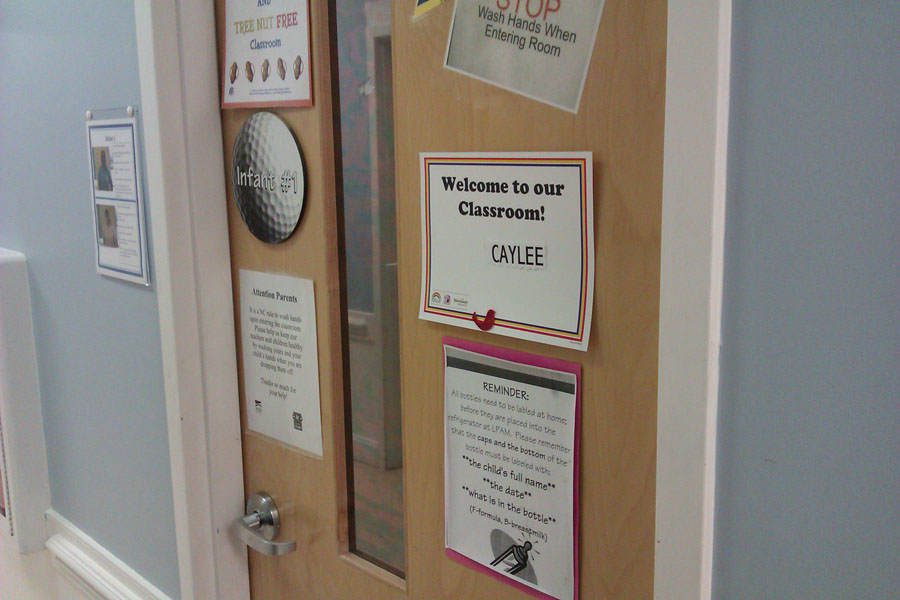 AND
TREE NUT FREE
Classroom
STOP
Wash Hands When
Entering Room
Infant #1
Welcome to our
Classroom!
CAYLEE
Attention Parents
It is a NC rule to wash hands
upon entering the classroom.
Please help us keep our
teachers and children healthy
by washing yours and your
child's hands when you are
dropping them off!
Thanks so much for
your help!
REMINDER:
All bottles need to be labled at home;
before they are placed into the
refrigerator at LPAM. Please remember
that the caps and the bottom of the
bottle must be labeled with:
**the child's full name**
**the date**
**what is in the bottle**
(F-formula, B-breastmilk)